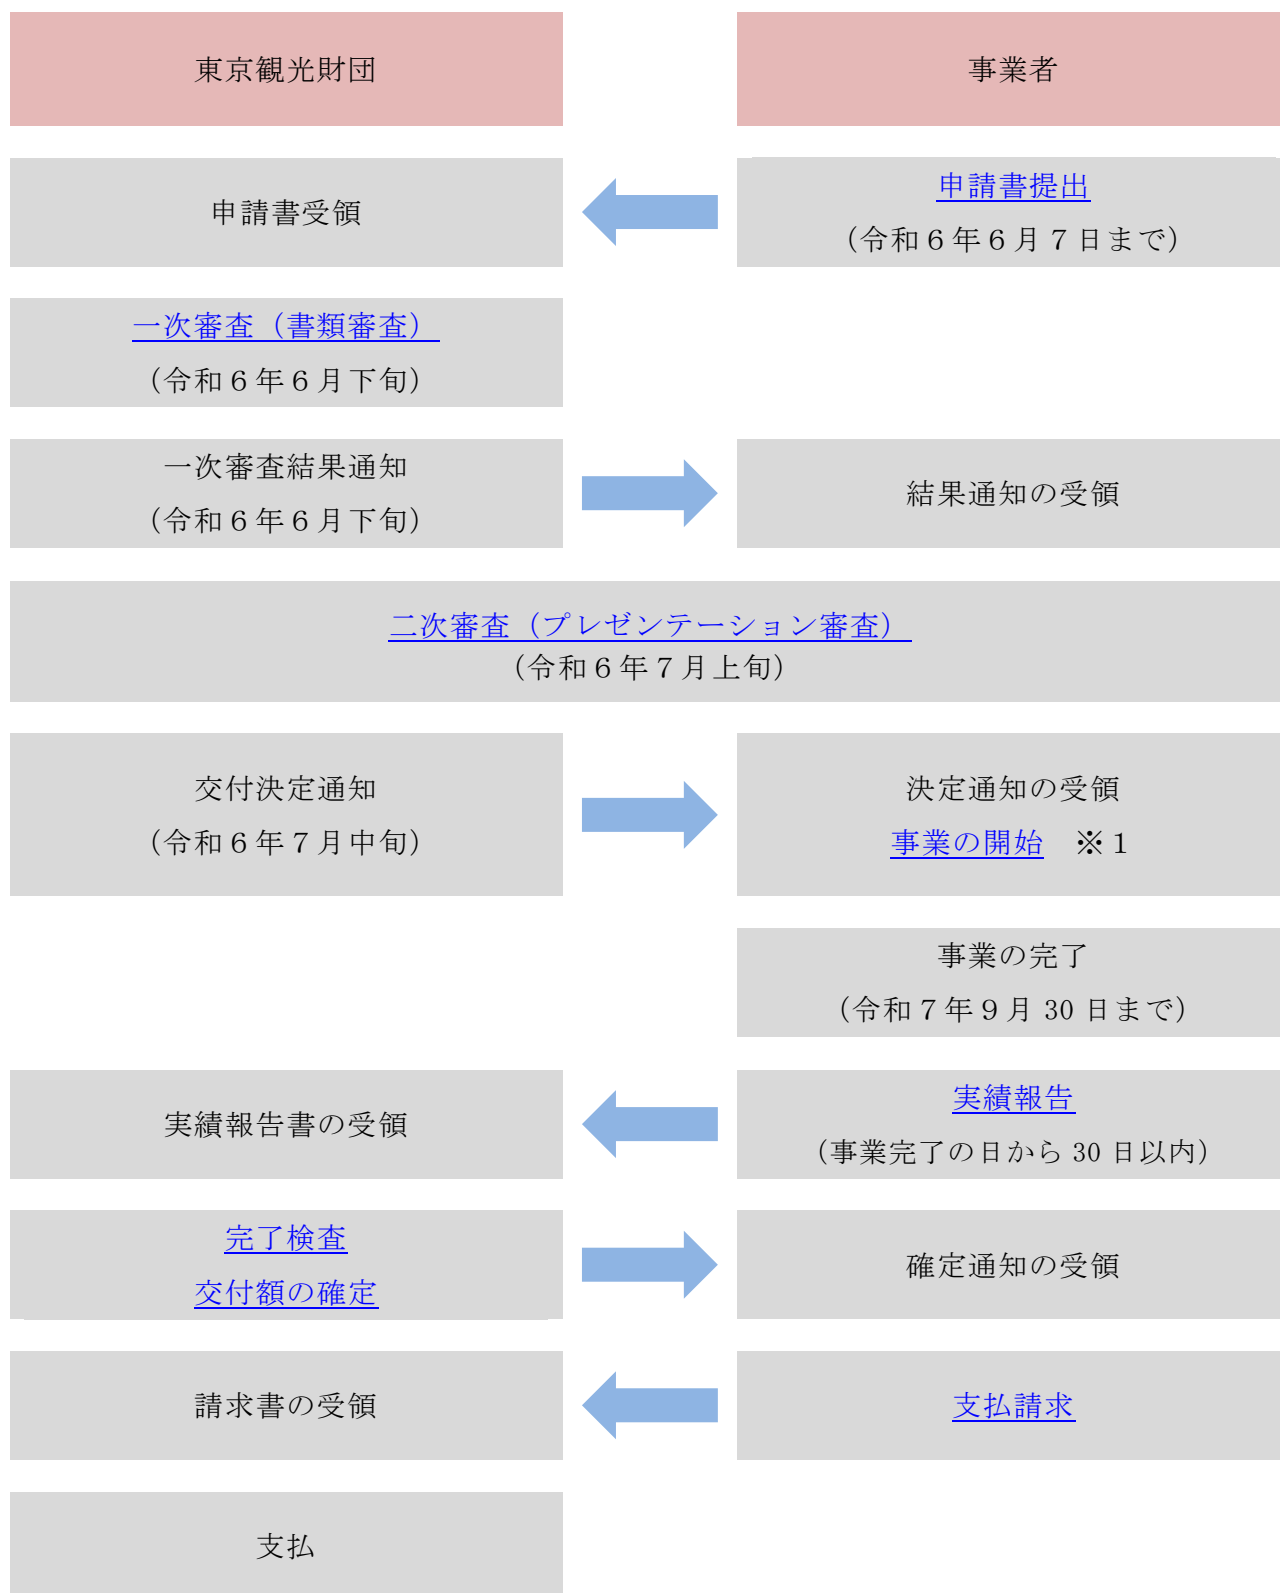 東京観光財団
事業者
申請書受領
申請書提出
（令和６年６月７日まで）
一次審査（書類審査）
（令和６年６月下旬）
一次審査結果通知
（令和６年６月下旬）
結果通知の受領
二次審査（プレゼンテーション審査）
（令和６年７月上旬）
交付決定通知
（令和６年７月中旬）
決定通知の受領
事業の開始　※１
事業の完了
（令和７年９月 30 日まで）
実績報告書の受領
実績報告
（事業完了の日から 30 日以内）
完了検査
交付額の確定
確定通知の受領
請求書の受領
支払請求
支払